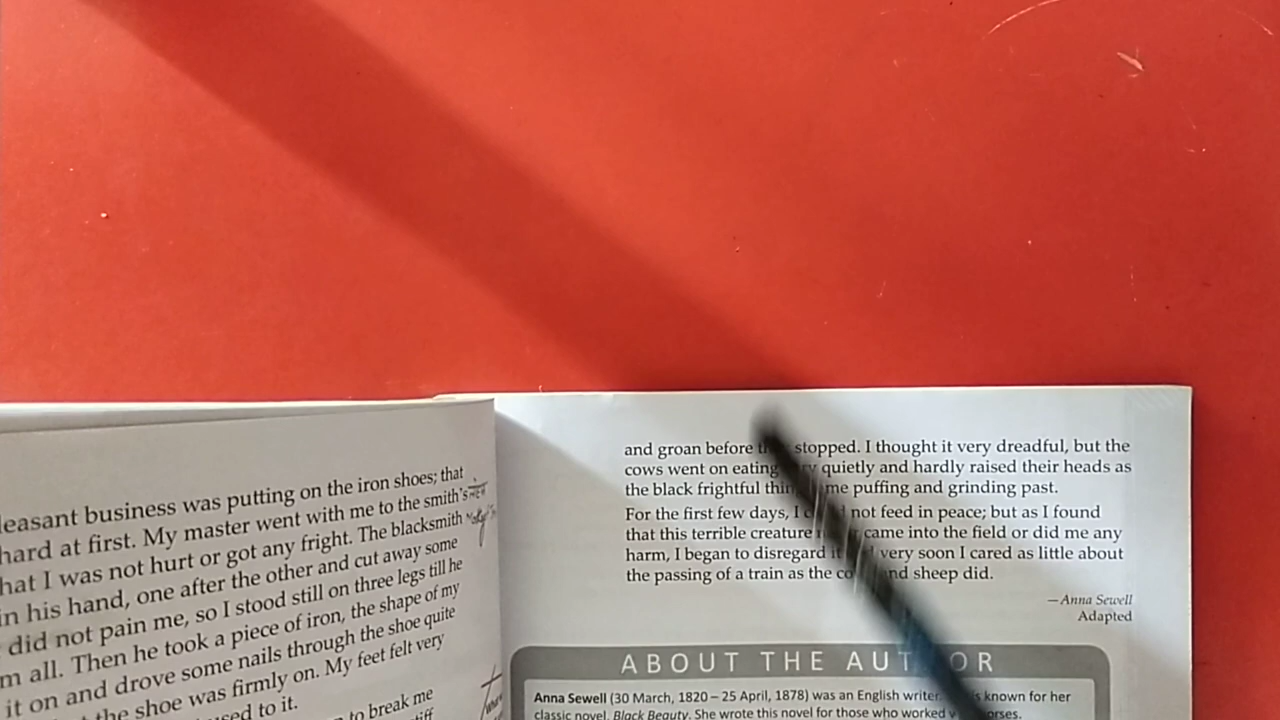 leasant business was putting on the iron shoes; that
hard at first. My master went with me to the smith's
hat I was not hurt or got any fright. The blacksmith
in his hand, one after the other and cut away some
did not pain me, so I stood still on three legs till he
m all. Then he took a piece of iron, the shape of my
it on and drove some nails through the shoe quite
the shoe was firmly on. My feet felt very
sed to it.
to break me
stiff
and groan before stopped. I thought it very dreadful, but the
cows went on eating quietly and hardly raised their heads as
the black frightful puffing and grinding past.
For the first few days, I not feed in peace; but as I found
that this terrible creature came into the field or did me any
harm, I began to disregard it very soon I cared as little about
the passing of a train as the and sheep did.
—Anna Sewell
Adapted
ABOUT THE AUTHOR
Anna Sewell (30 March, 1820 – 25 April, 1878) was an English writer. is known for her
classic novel, Black Beauty. She wrote this novel for those who worked horses.